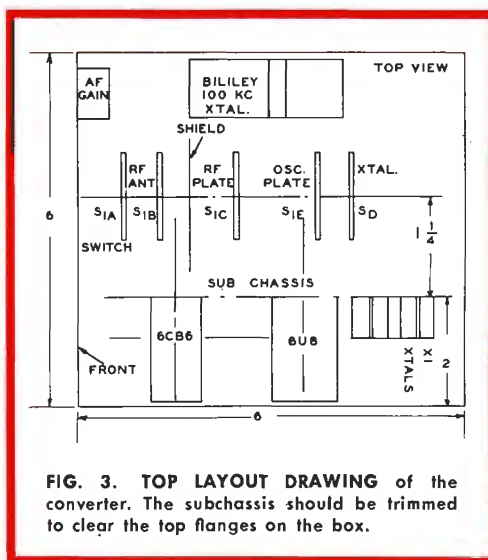 TOP VIEW
AF
GAIN
BILILEY
100 KC
XTAL.
SHIELD
RF
ANT
RF
PLATE
OSC.
PLATE
XTAL.
S1A
S1B
S1C
S1E
SD
SWITCH
6
1 1/4
SUB CHASSIS
6CB6
6U8
X1
XTALS
2
FRONT
6
FIG. 3. TOP LAYOUT DRAWING of the
converter. The subchassis should be trimmed
to clear the top flanges on the box.